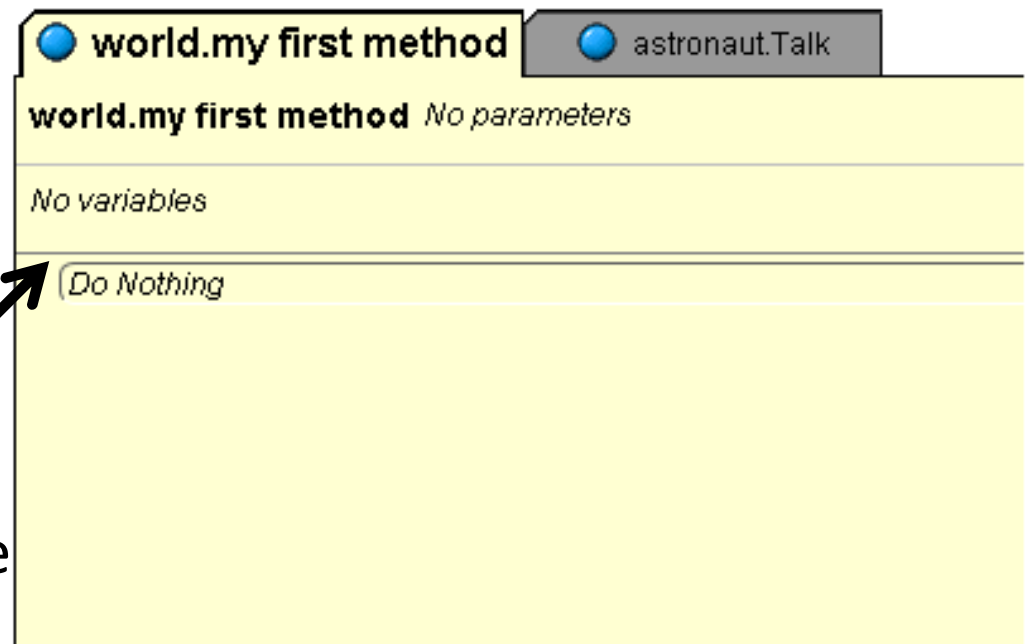 world.my first method astronaut.Talk
world.my first method No parameters
No variables
Do Nothing
e